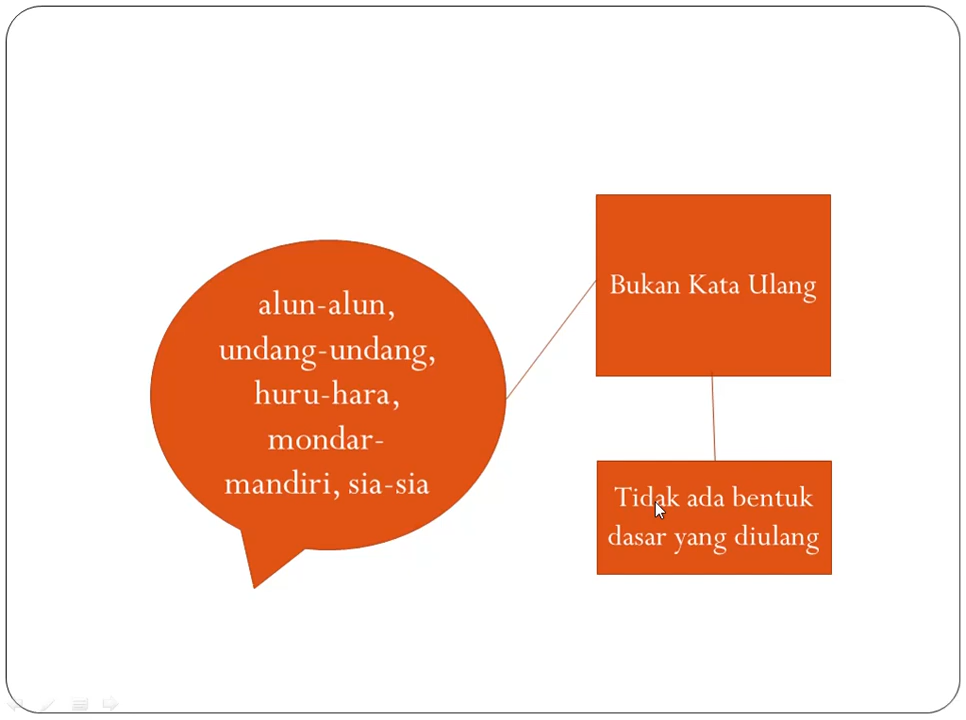 alun-alun,
undang-undang,
huru-hara,
mondar-
mandiri, sia-sia
Bukan Kata Ulang
Tidak ada bentuk
dasar yang diulang